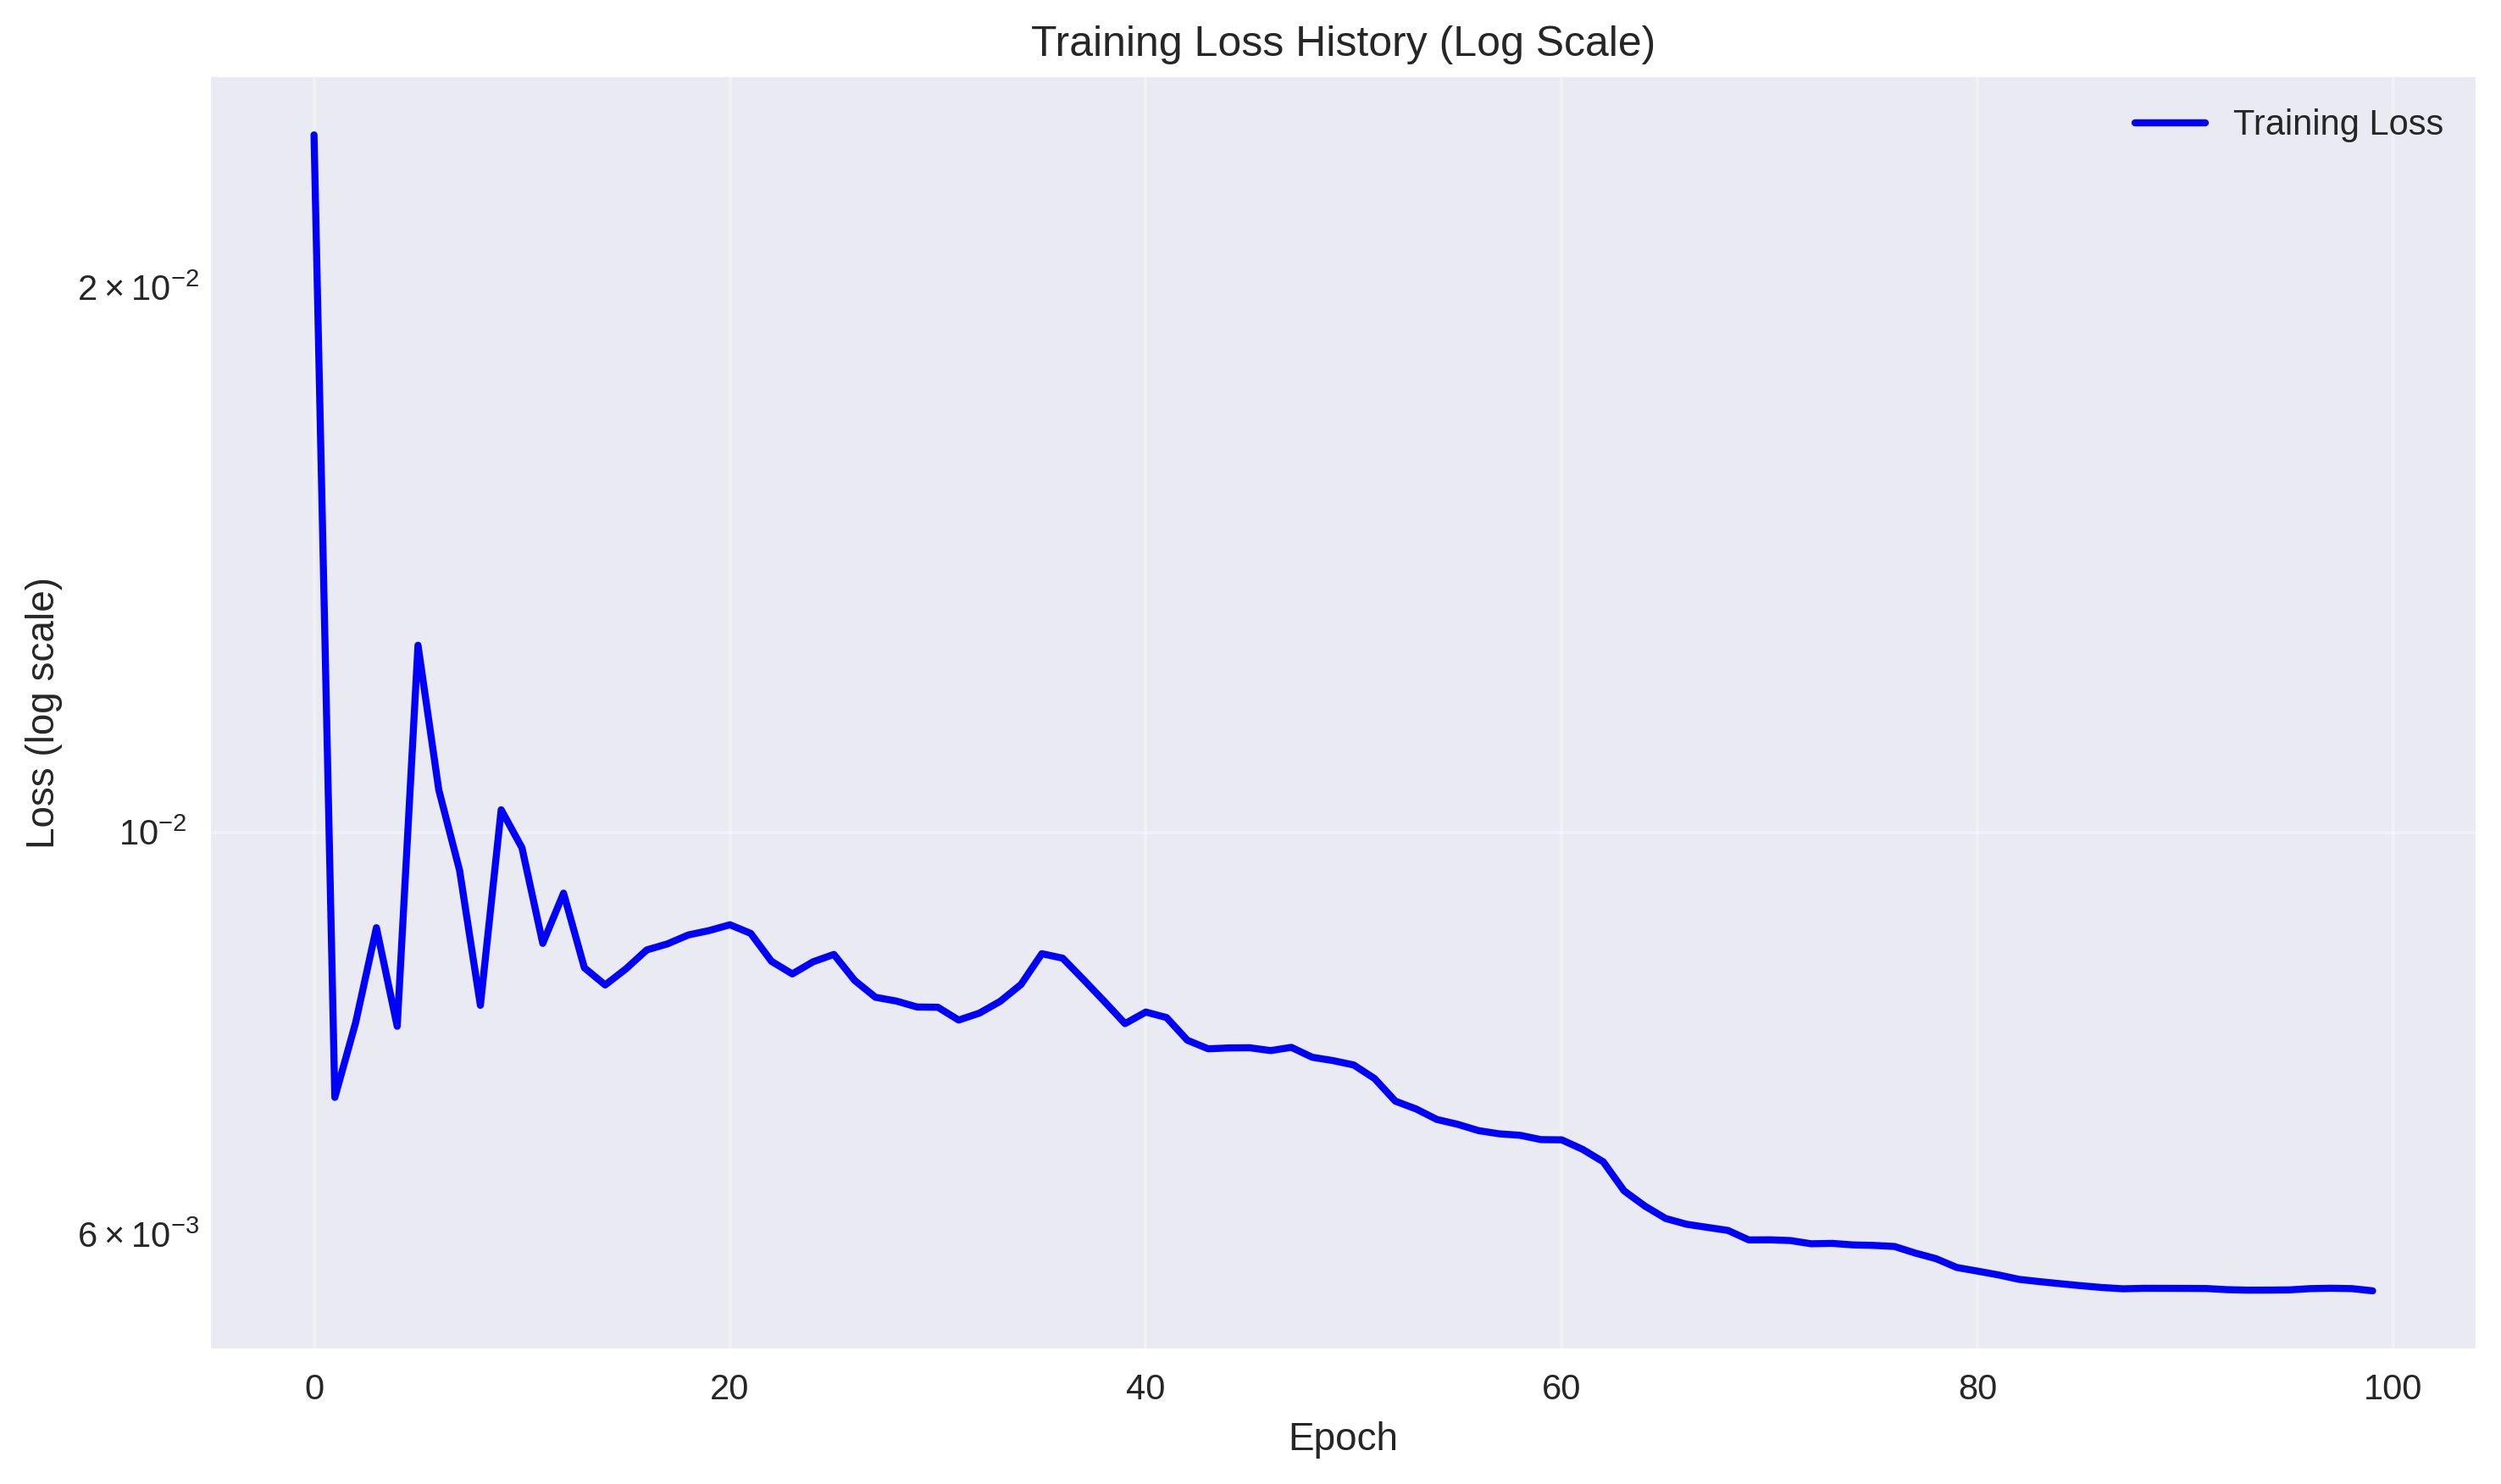 Training Loss History (Log Scale)
Training Loss
2 × 10⁻²
10⁻²
6 × 10⁻³
Loss (log scale)
0 20 40 60 80 100
Epoch